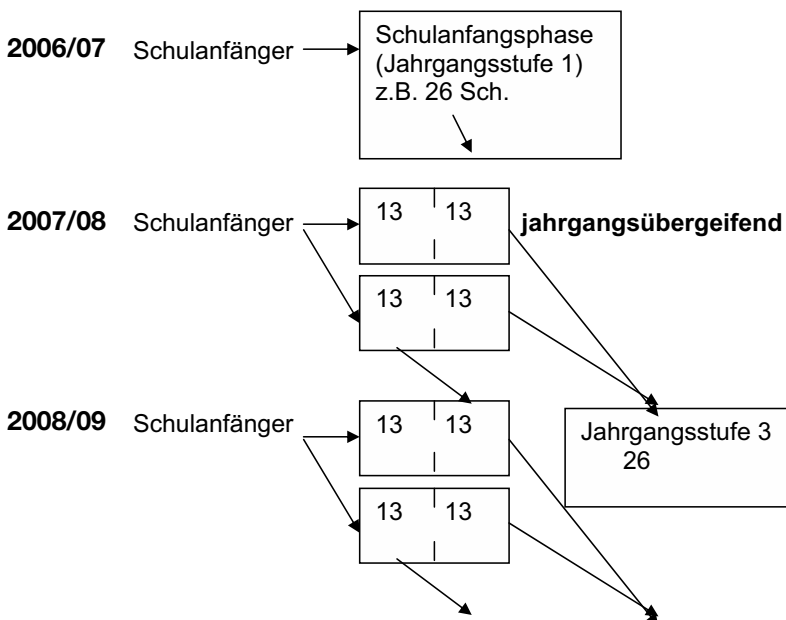 2006/07 Schulanfänger Schulanfangsphase
(Jahrgangsstufe 1)
z.B. 26 Sch.
2007/08 Schulanfänger 13 13 jahrgangsübergeifend
13 13
2008/09 Schulanfänger 13 13 Jahrgangsstufe 3
26
13 13